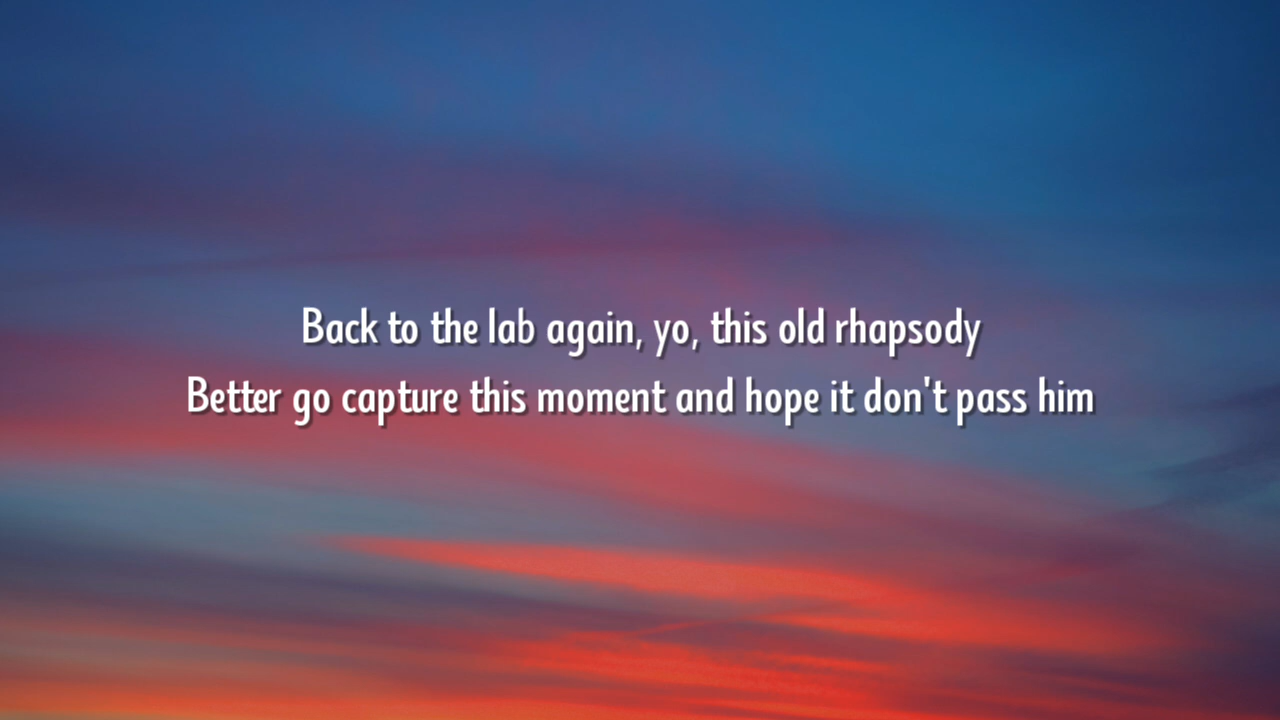 Back to the lab again, yo, this old rhapsody
Better go capture this moment and hope it don't pass him